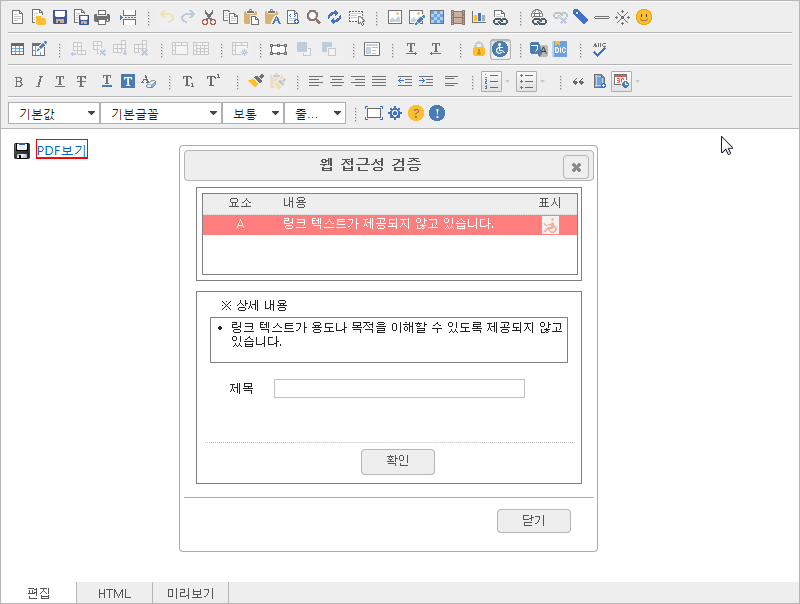 기본값 기본글꼴 보통 줄...
PDF보기
웹 접근성 검증
요소 내용 표시
A 링크 텍스트가 제공되지 않고 있습니다.
※ 상세 내용
• 링크 텍스트가 용도나 목적을 이해할 수 있도록 제공되지 않고
있습니다.
제목
확인
닫기
편집 HTML 미리보기